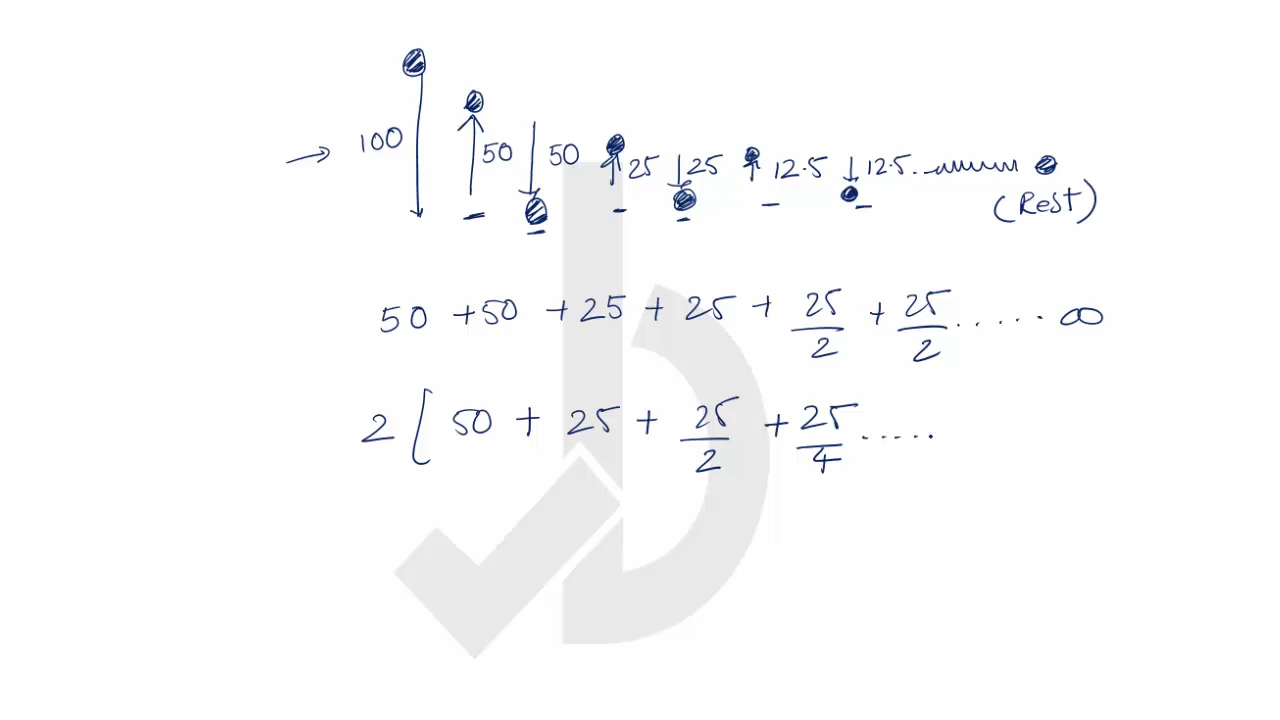 → 100 50 50 25 25 12.5 12.5.
(Rest)
50 + 50 + 25 + 25 + 25/2 + 25/2 ..... ∞
2 [ 50 + 25 + 25/2 + 25/4 .....